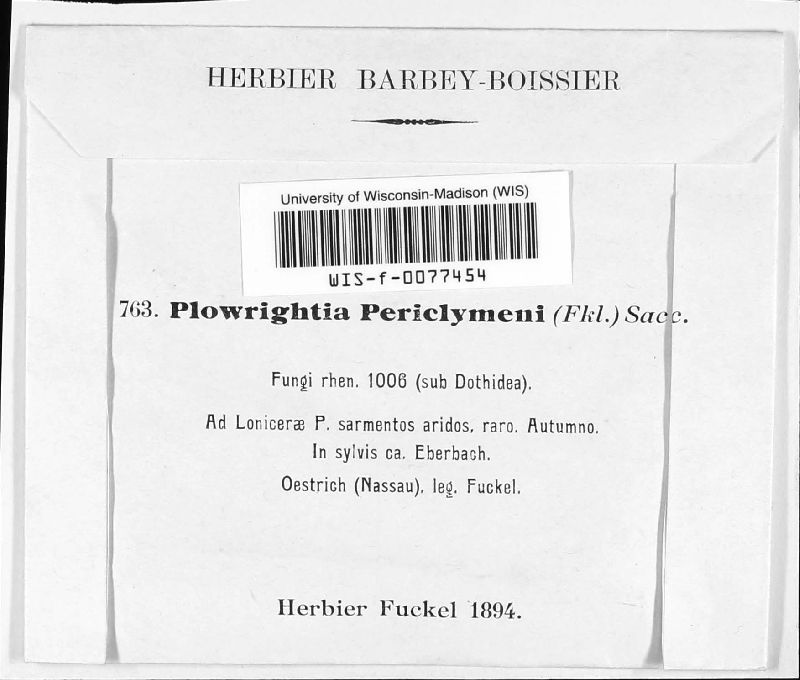 HERBIER BARBEY-BOISSIER
University of Wisconsin-Madison (WIS)
WIS-f-0077454
763. Plowrightia Periclymeni (Fkl.) Sacc.
Fungi rhen. 1006 (sub Dothidea).
Ad Loniceræ P. sarmentos aridos, raro. Autumno.
In sylvis ca. Eberbach.
Oestrich (Nassau), leg. Fuckel.
Herbier Fuckel 1894.